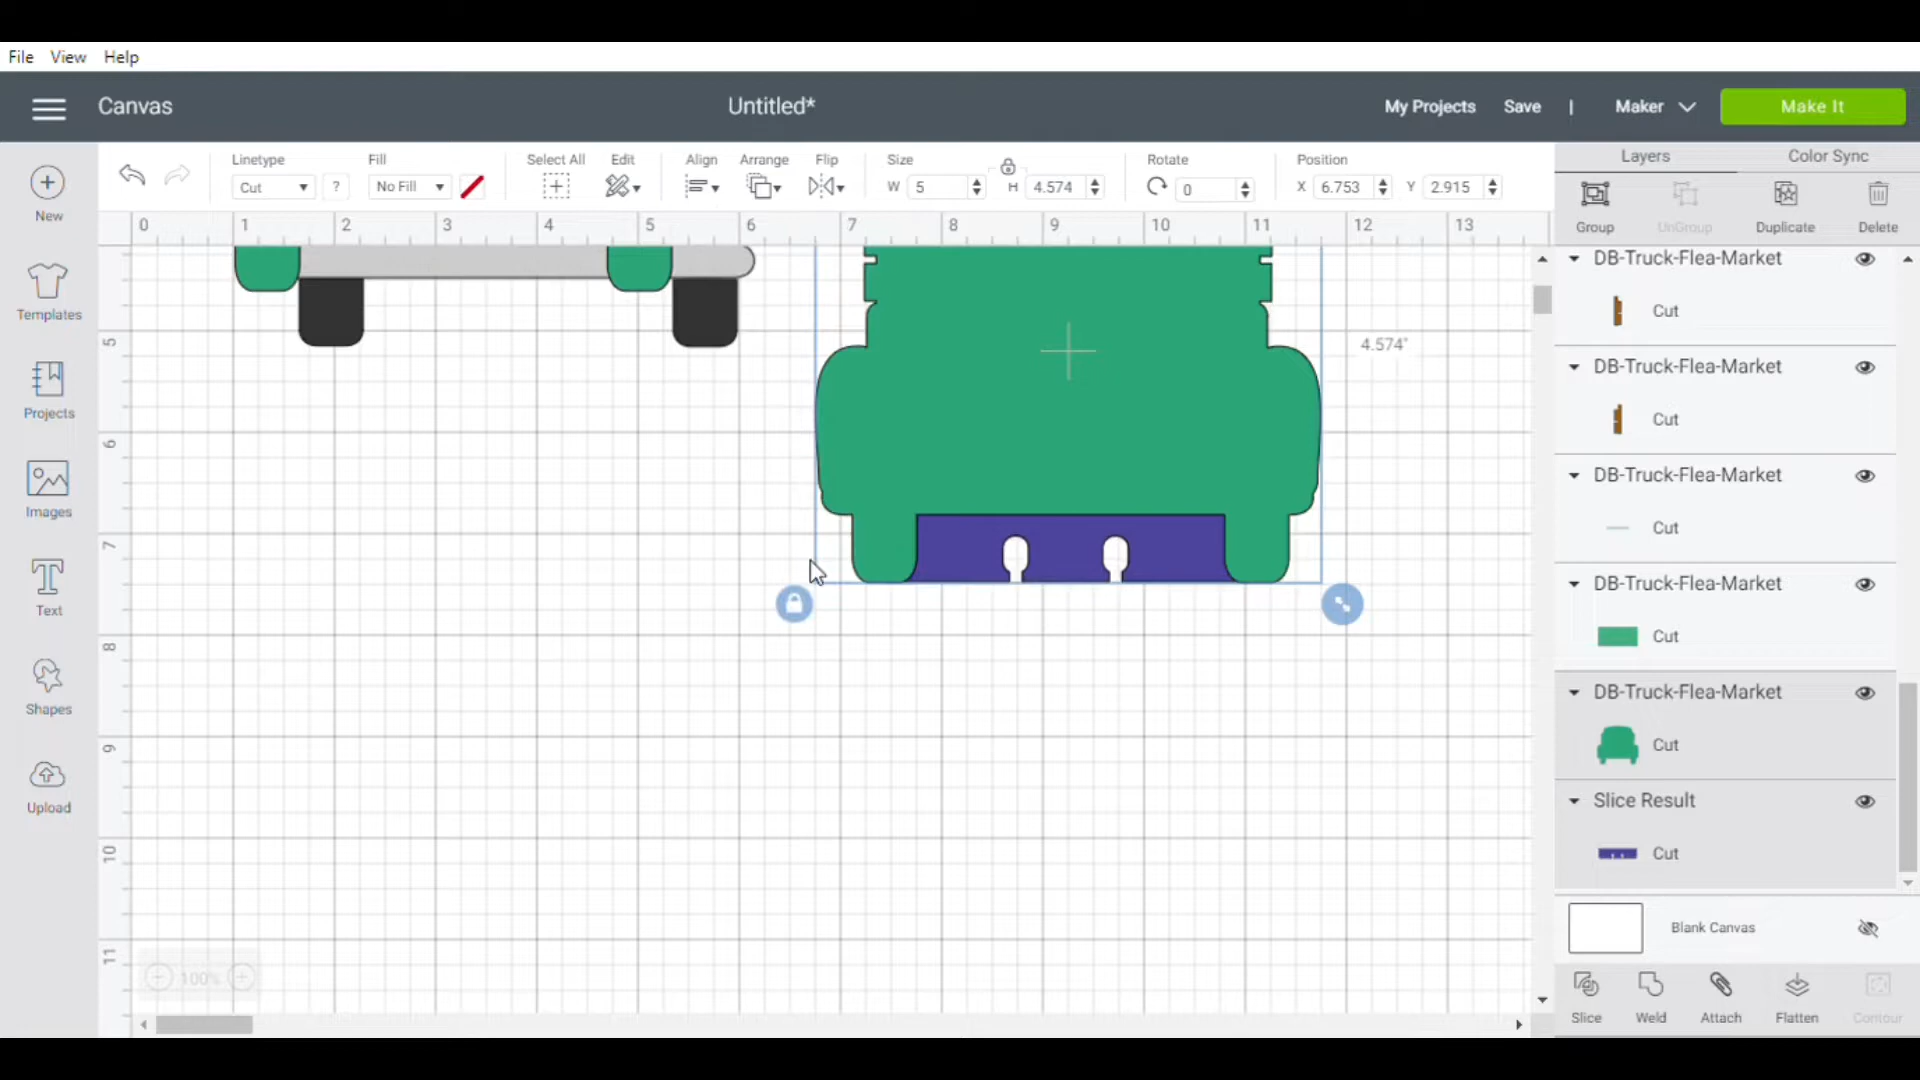 File View Help
Canvas
Untitled*
My Projects Save | Maker
Make It
New
Templates
Projects
Images
Text
Shapes
Upload
Linetype
Cut
?
Fill
No Fill
Select All
Edit
Align
Arrange
Flip
Size
W 5
H 4.574
Rotate
0
Position
X 6.753
Y 2.915
0 1 2 3 4 5 6 7 8 9 10 11 12 13
5
6
7
8
9
10
11
4.574"
100%
Layers
Color Sync
Group
UnGroup
Duplicate
Delete
DB-Truck-Flea-Market
Cut
DB-Truck-Flea-Market
Cut
DB-Truck-Flea-Market
Cut
DB-Truck-Flea-Market
Cut
DB-Truck-Flea-Market
Cut
Slice Result
Cut
Blank Canvas
Slice
Weld
Attach
Flatten
Contour